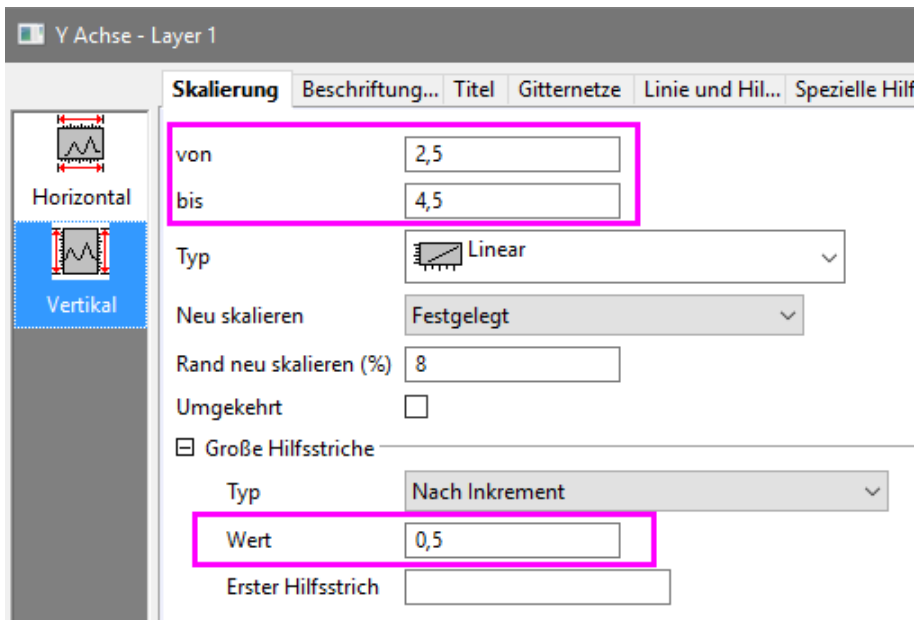 Y Achse - Layer 1
Skalierung Beschriftung... Titel Gitternetze Linie und Hil... Spezielle Hilf
Horizontal
Vertikal
von 2,5
bis 4,5
Typ Linear
Neu skalieren Festgelegt
Rand neu skalieren (%) 8
Umgekehrt
Große Hilfsstriche
Typ Nach Inkrement
Wert 0,5
Erster Hilfsstrich